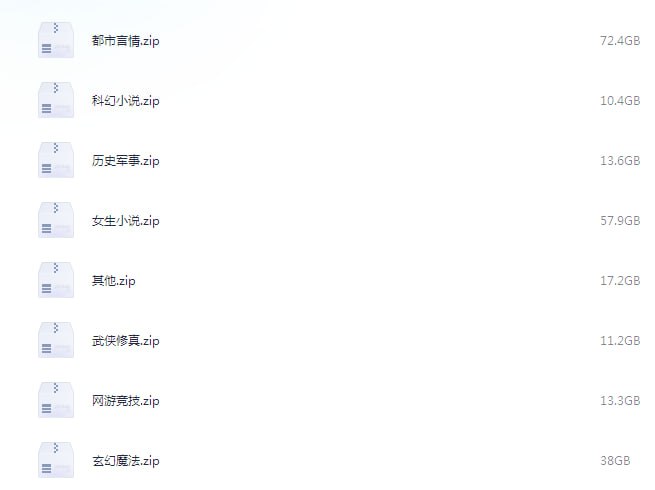 都市言情.zip 72.4GB
科幻小说.zip 10.4GB
历史军事.zip 13.6GB
女生小说.zip 57.9GB
其他.zip 17.2GB
武侠修真.zip 11.2GB
网游竞技.zip 13.3GB
玄幻魔法.zip 38GB